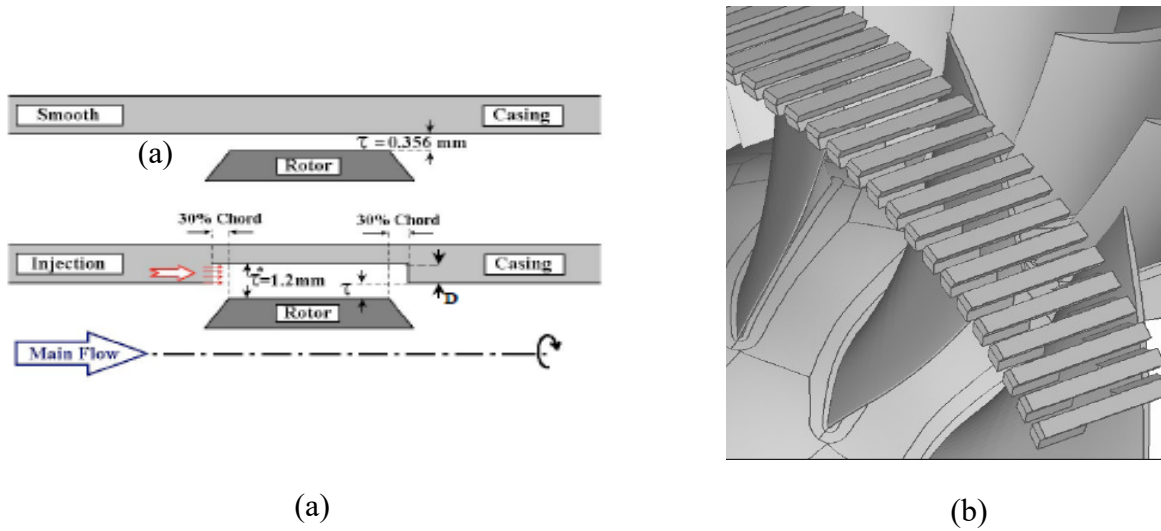 Smooth
Casing
(a)
τ = 0.356 mm
Rotor
30% Chord
30% Chord
Injection
τ*=1.2mm
τ
Casing
D
Rotor
Main Flow
(a)
(b)